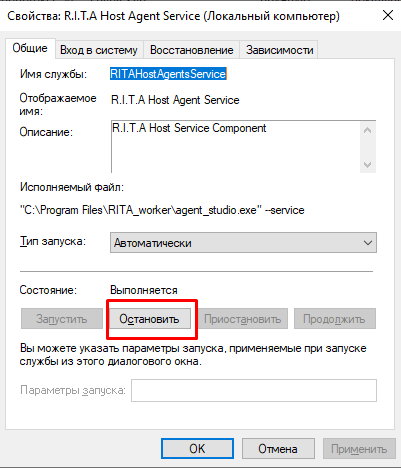 Свойства: R.I.T.A Host Agent Service (Локальный компьютер)
Общие Вход в систему Восстановление Зависимости
Имя службы: RITAHostAgentsService
Отображаемое имя: R.I.T.A Host Agent Service
Описание: R.I.T.A Host Service Component
Исполняемый файл:
"C:\Program Files\RITA_worker\agent_studio.exe" --service
Тип запуска: Автоматически
Состояние: Выполняется
Запустить Остановить Приостановить Продолжить
Вы можете указать параметры запуска, применяемые при запуске
службы из этого диалогового окна.
Параметры запуска:
OK Отмена Применить